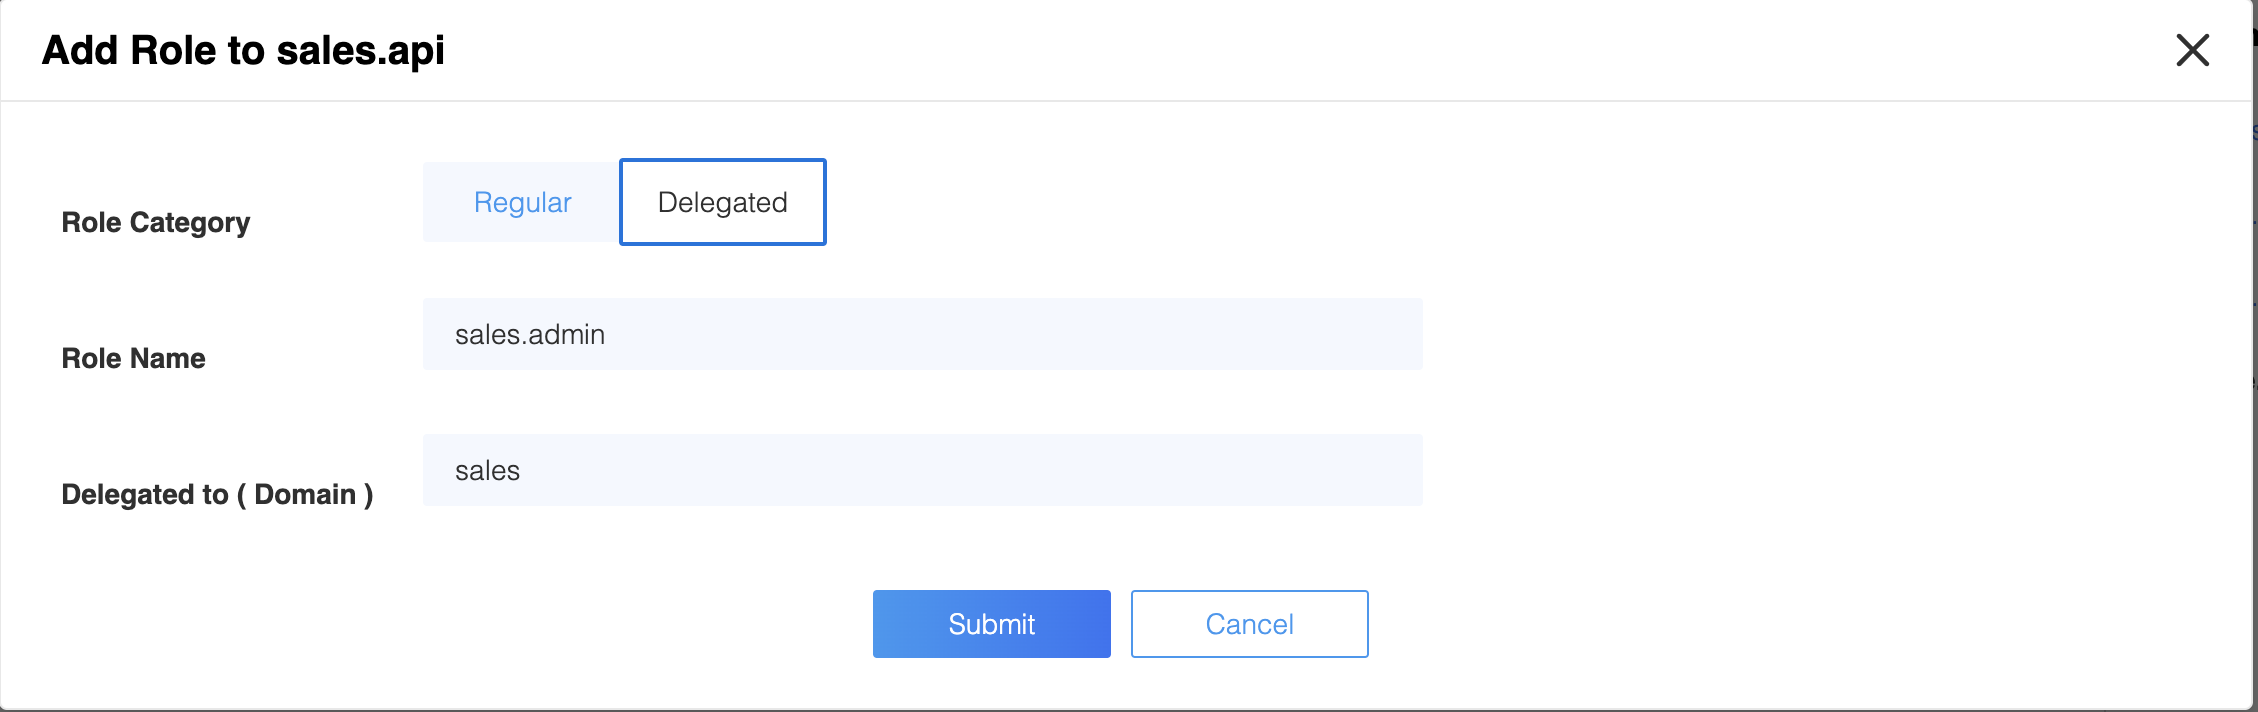 Add Role to sales.api
Role Category
Regular
Delegated
Role Name
sales.admin
Delegated to ( Domain )
sales
Submit
Cancel